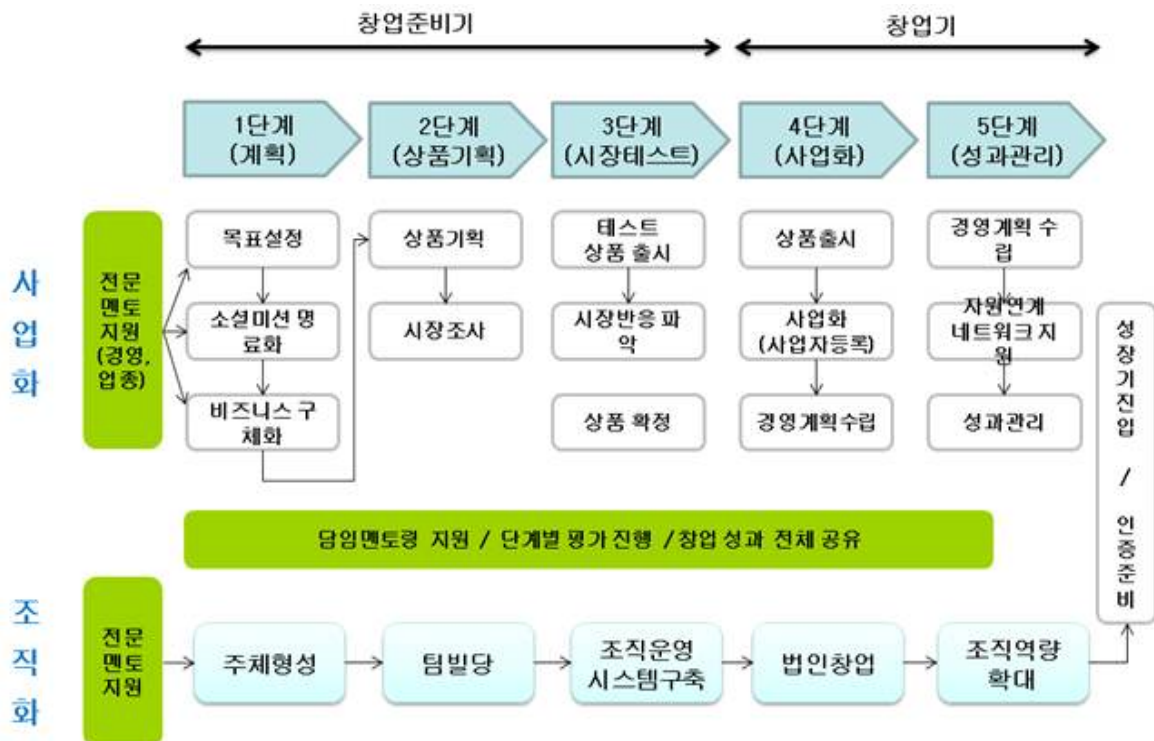 창업준비기
창업기
1단계
(계획)
2단계
(상품기획)
3단계
(시장테스트)
4단계
(사업화)
5단계
(성과관리)
사
업
화
전문
멘토
지원
(경영,
업종)
목표설정
소셜미션 명
료화
비즈니스 구
체화
상품기획
시장조사
테스트
상품 출시
시장반응 파
악
상품 확정
상품출시
사업화
(사업자등록)
경영계획수립
경영계획 수
립
자원연계
네트워크 지
원
성과관리
성장기진입 / 인증준비
담임멘토링 지원 / 단계별 평가 진행 /창업 성과 전체 공유
조
직
화
전문
멘토
지원
주체형성
팀빌당
조직운영
시스템구축
법인창업
조직역량
확대